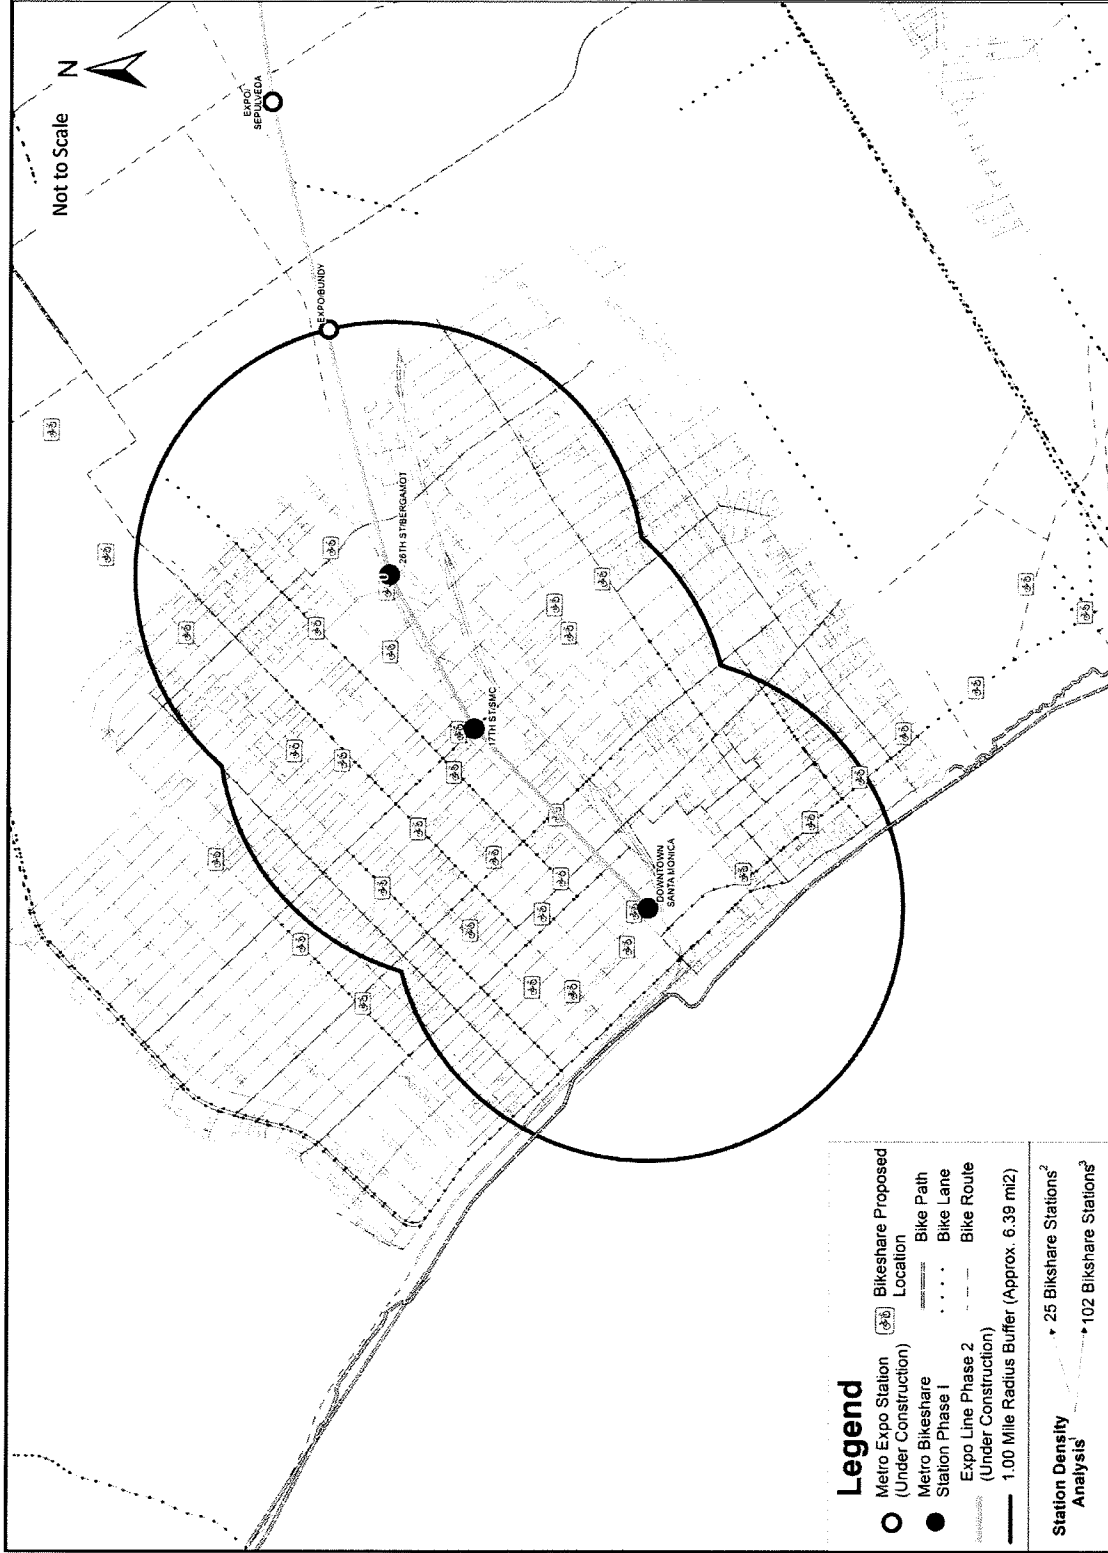 N
Not to Scale
EXPO/
SEPULVEDA
EXPO/BUNDY
26TH ST/BERGAMOT
17TH ST/SMC
DOWNTOWN
SANTA MONICA
Legend
Metro Expo Station
(Under Construction)
Metro Bikeshare
Station Phase I
Expo Line Phase 2
(Under Construction)
1.00 Mile Radius Buffer (Approx. 6.39 mi2)
Bikeshare Proposed
Location
Bike Path
Bike Lane
Bike Route
Station Density
Analysis¹
25 Bikshare Stations²
102 Bikshare Stations³